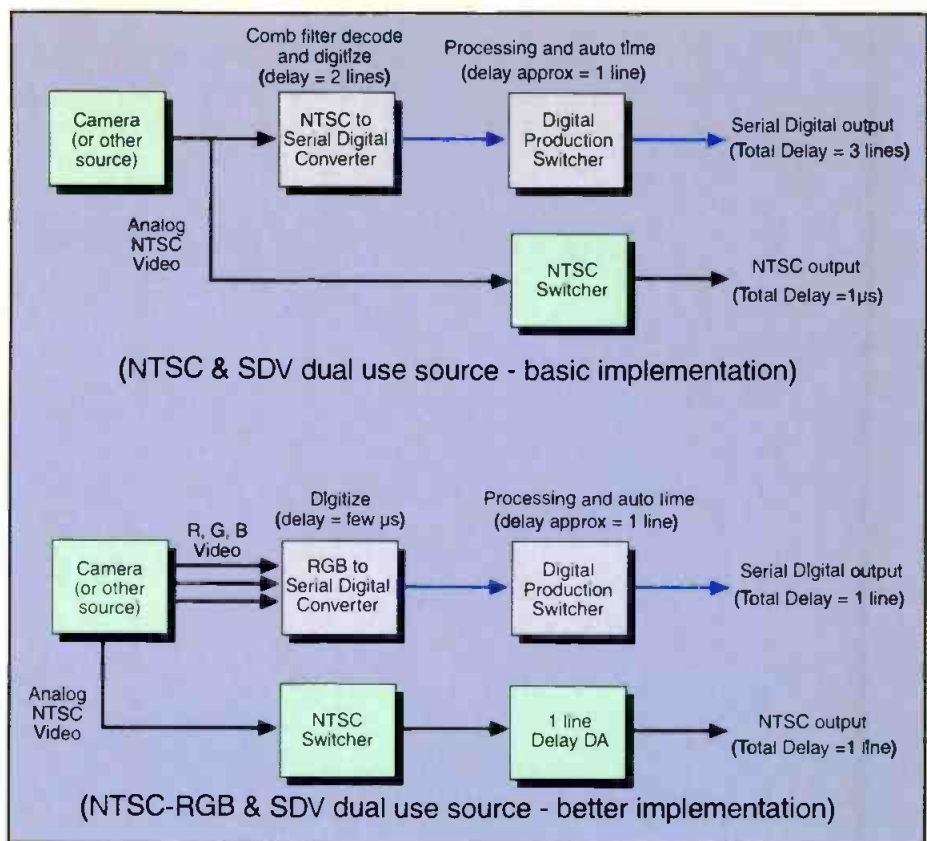 Comb filter decode
and digitize
(delay = 2 lines)
Processing and auto time
(delay approx = 1 line)
Camera
(or other
source)
NTSC to
Serial Digital
Converter
Digital
Production
Switcher
Serial Digital output
(Total Delay = 3 lines)
Analog
NTSC
Video
NTSC
Switcher
NTSC output
(Total Delay =1µs)
(NTSC & SDV dual use source - basic implementation)
R, G, B
Video
Digitize
(delay = few µs)
Processing and auto time
(delay approx = 1 line)
Camera
(or other
source)
RGB to
Serial Digital
Converter
Digital
Production
Switcher
Serial Digital output
(Total Delay = 1 line)
Analog
NTSC
Video
NTSC
Switcher
1 line
Delay DA
NTSC output
(Total Delay =1 line)
(NTSC-RGB & SDV dual use source - better implementation)